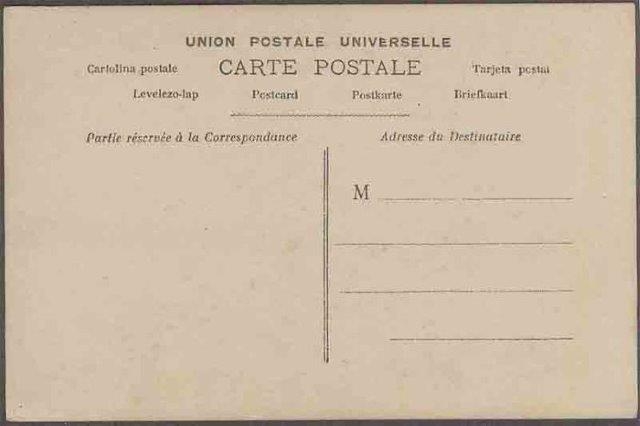 UNION POSTALE UNIVERSELLE
Cartolina postale CARTE POSTALE Tarjeta postal
Levelezo-lap Postcard Postkarte Briefkaart
Partie réservée à la Correspondance Adresse du Destinataire
M